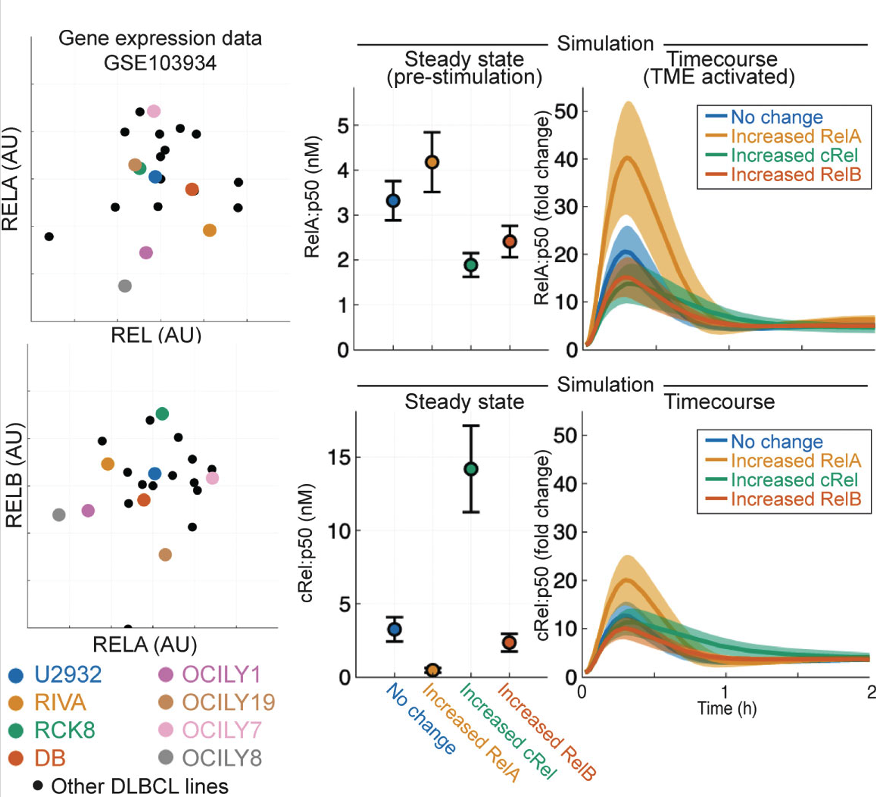 Gene expression data
GSE103934
RELA (AU)
REL (AU)
RELB (AU)
RELA (AU)
U2932
RIVA
RCK8
DB
OCILY1
OCILY19
OCILY7
OCILY8
Other DLBCL lines
Simulation
Steady state
(pre-stimulation)
Timecourse
(TME activated)
RelA:p50 (nM)
5
4
3
2
1
0
RelA:p50 (fold change)
50
40
30
20
10
0
No change
Increased RelA
Increased cRel
Increased RelB
Simulation
Steady state
Timecourse
cRel:p50 (nM)
15
10
5
0
No change
Increased RelA
Increased cRel
Increased RelB
cRel:p50 (fold change)
50
40
30
20
10
0
No change
Increased RelA
Increased cRel
Increased RelB
0
1
2
Time (h)